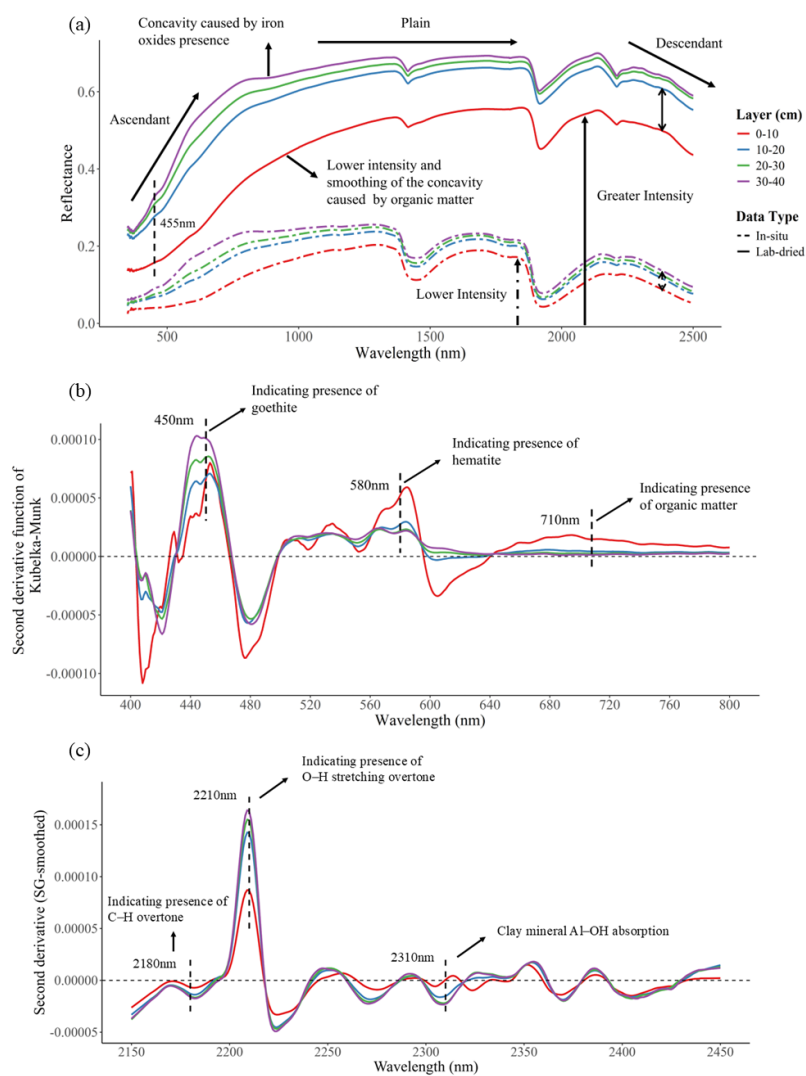 (a)
Concavity caused by iron
oxides presence
Plain
Descendant
Ascendant
455nm
Lower intensity and
smoothing of the concavity
caused by organic matter
Greater Intensity
Lower Intensity
Reflectance
0.6
0.4
0.2
0.0
500
1000
1500
2000
2500
Wavelength (nm)
Layer (cm)
0-10
10-20
20-30
30-40
Data Type
In-situ
Lab-dried
(b)
Indicating presence of
goethite
450nm
Indicating presence of
hematite
580nm
Indicating presence
of organic matter
710nm
Second derivative function of
Kubelka-Munk
0.00010
0.00005
0.00000
-0.00005
-0.00010
400
440
480
520
560
600
640
680
720
760
800
Wavelength (nm)
(c)
Indicating presence of
O–H stretching overtone
2210nm
Indicating presence of
C–H overtone
2180nm
Clay mineral Al–OH absorption
2310nm
Second derivative (SG-smoothed)
0.00015
0.00010
0.00005
0.00000
-0.00005
2150
2200
2250
2300
2350
2400
2450
Wavelength (nm)